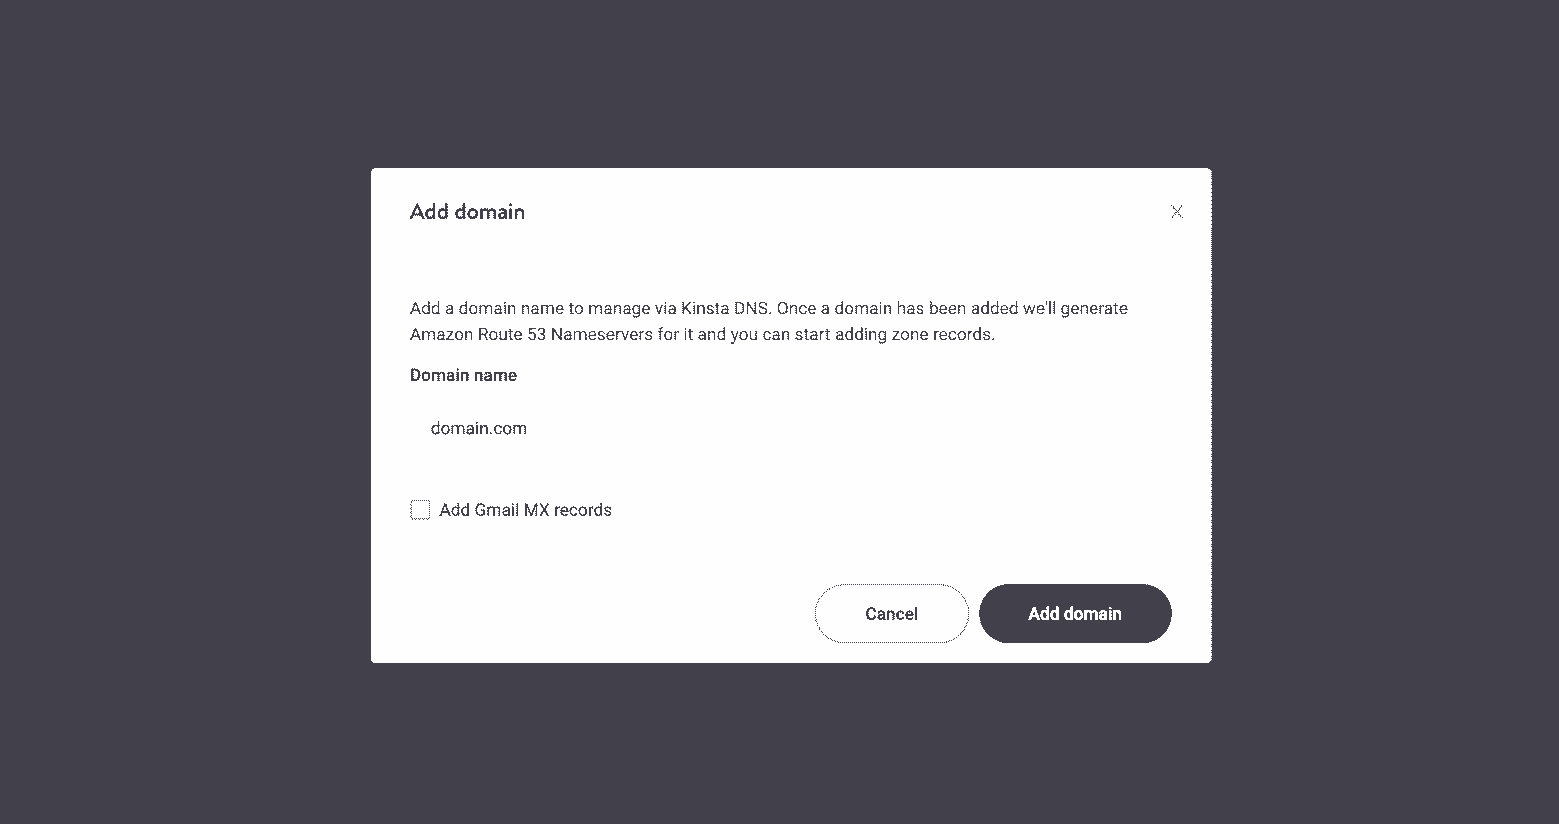 Add domain
Add a domain name to manage via Kinsta DNS. Once a domain has been added we'll generate
Amazon Route 53 Nameservers for it and you can start adding zone records.
Domain name
domain.com
Add Gmail MX records
Cancel
Add domain